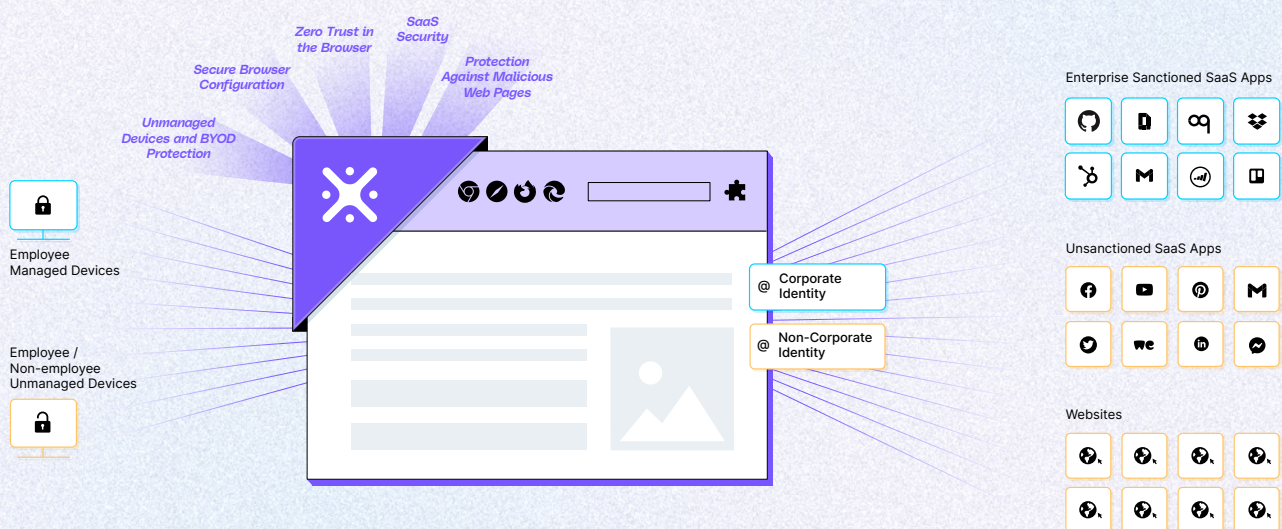 SaaS
Security
Zero Trust in
the Browser
Protection
Against Malicious
Web Pages
Secure Browser
Configuration
Unmanaged
Devices and BYOD
Protection
Employee
Managed Devices
Employee /
Non-employee
Unmanaged Devices
@ Corporate
Identity
@ Non-Corporate
Identity
Enterprise Sanctioned SaaS Apps
Unsanctioned SaaS Apps
we
in
Websites